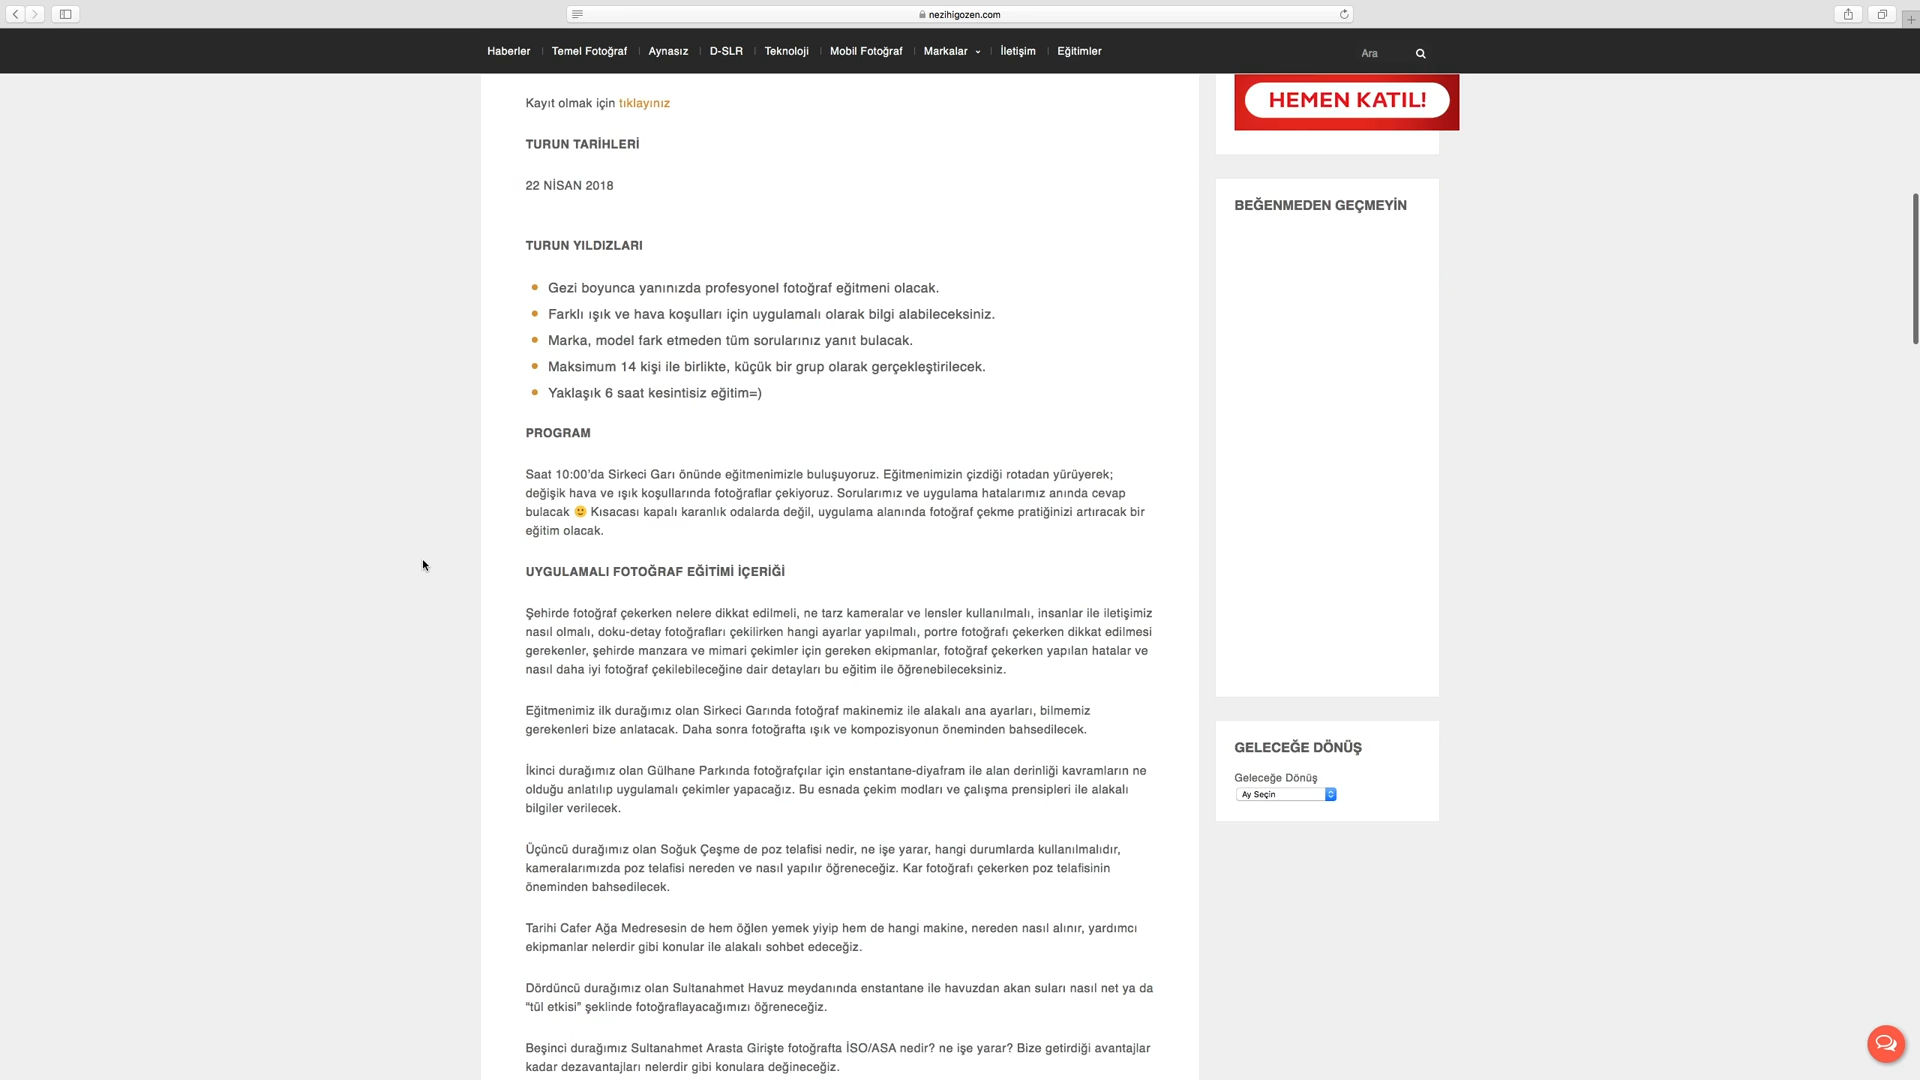 nezihigozen.com
Haberler
Temel Fotoğraf
Aynasız
D-SLR
Teknoloji
Mobil Fotoğraf
Markalar
İletişim
Eğitimler
Ara
Kayıt olmak için tıklayınız
TURUN TARİHLERİ
22 NİSAN 2018
TURUN YILDIZLARI
Gezi boyunca yanınızda profesyonel fotoğraf eğitmeni olacak.
Farklı ışık ve hava koşulları için uygulamalı olarak bilgi alabileceksiniz.
Marka, model fark etmeden tüm sorularınız yanıt bulacak.
Maksimum 14 kişi ile birlikte, küçük bir grup olarak gerçekleştirilecek.
Yaklaşık 6 saat kesintisiz eğitim=)
PROGRAM
Saat 10:00'da Sirkeci Garı önünde eğitmenimizle buluşuyoruz. Eğitmenimizin çizdiği rotadan yürüyerek;
değişik hava ve ışık koşullarında fotoğraflar çekiyoruz. Sorularımız ve uygulama hatalarımız anında cevap
bulacak 🙂 Kısacası kapalı karanlık odalarda değil, uygulama alanında fotoğraf çekme pratiğinizi artıracak bir
eğitim olacak.
UYGULAMALI FOTOĞRAF EĞİTİMİ İÇERİĞİ
Şehirde fotoğraf çekerken nelere dikkat edilmeli, ne tarz kameralar ve lensler kullanılmalı, insanlar ile iletişimiz
nasıl olmalı, doku-detay fotoğrafları çekilirken hangi ayarlar yapılmalı, portre fotoğrafı çekerken dikkat edilmesi
gerekenler, şehirde manzara ve mimari çekimler için gereken ekipmanlar, fotoğraf çekerken yapılan hatalar ve
nasıl daha iyi fotoğraf çekilebileceğine dair detayları bu eğitim ile öğrenebileceksiniz.
Eğitmenimiz ilk durağımız olan Sirkeci Garında fotoğraf makinemiz ile alakalı ana ayarları, bilmemiz
gerekenleri bize anlatacak. Daha sonra fotoğrafta ışık ve kompozisyonun öneminden bahsedilecek.
İkinci durağımız olan Gülhane Parkında fotoğrafçılar için enstantane-diyafram ile alan derinliği kavramların ne
olduğu anlatılıp uygulamalı çekimler yapacağız. Bu esnada çekim modları ve çalışma prensipleri ile alakalı
bilgiler verilecek.
Üçüncü durağımız olan Soğuk Çeşme de poz telafisi nedir, ne işe yarar, hangi durumlarda kullanılmalıdır,
kameralarımızda poz telafisi nereden ve nasıl yapılır öğreneceğiz. Kar fotoğrafı çekerken poz telafisinin
öneminden bahsedilecek.
Tarihi Cafer Ağa Medresesin de hem öğlen yemek yiyip hem de hangi makine, nereden nasıl alınır, yardımcı
ekipmanlar nelerdir gibi konular ile alakalı sohbet edeceğiz.
Dördüncü durağımız olan Sultanahmet Havuz meydanında enstantane ile havuzdan akan suları nasıl net ya da
“tül etkisi” şeklinde fotoğraflayacağımızı öğreneceğiz.
Beşinci durağımız Sultanahmet Arasta Girişte fotoğrafta İSO/ASA nedir? ne işe yarar? Bize getirdiği avantajlar
kadar dezavantajları nelerdir gibi konulara değineceğiz.
HEMEN KATIL!
BEĞENMEDEN GEÇMEYİN
GELECEĞE DÖNÜŞ
Geleceğe Dönüş
Ay Seçin